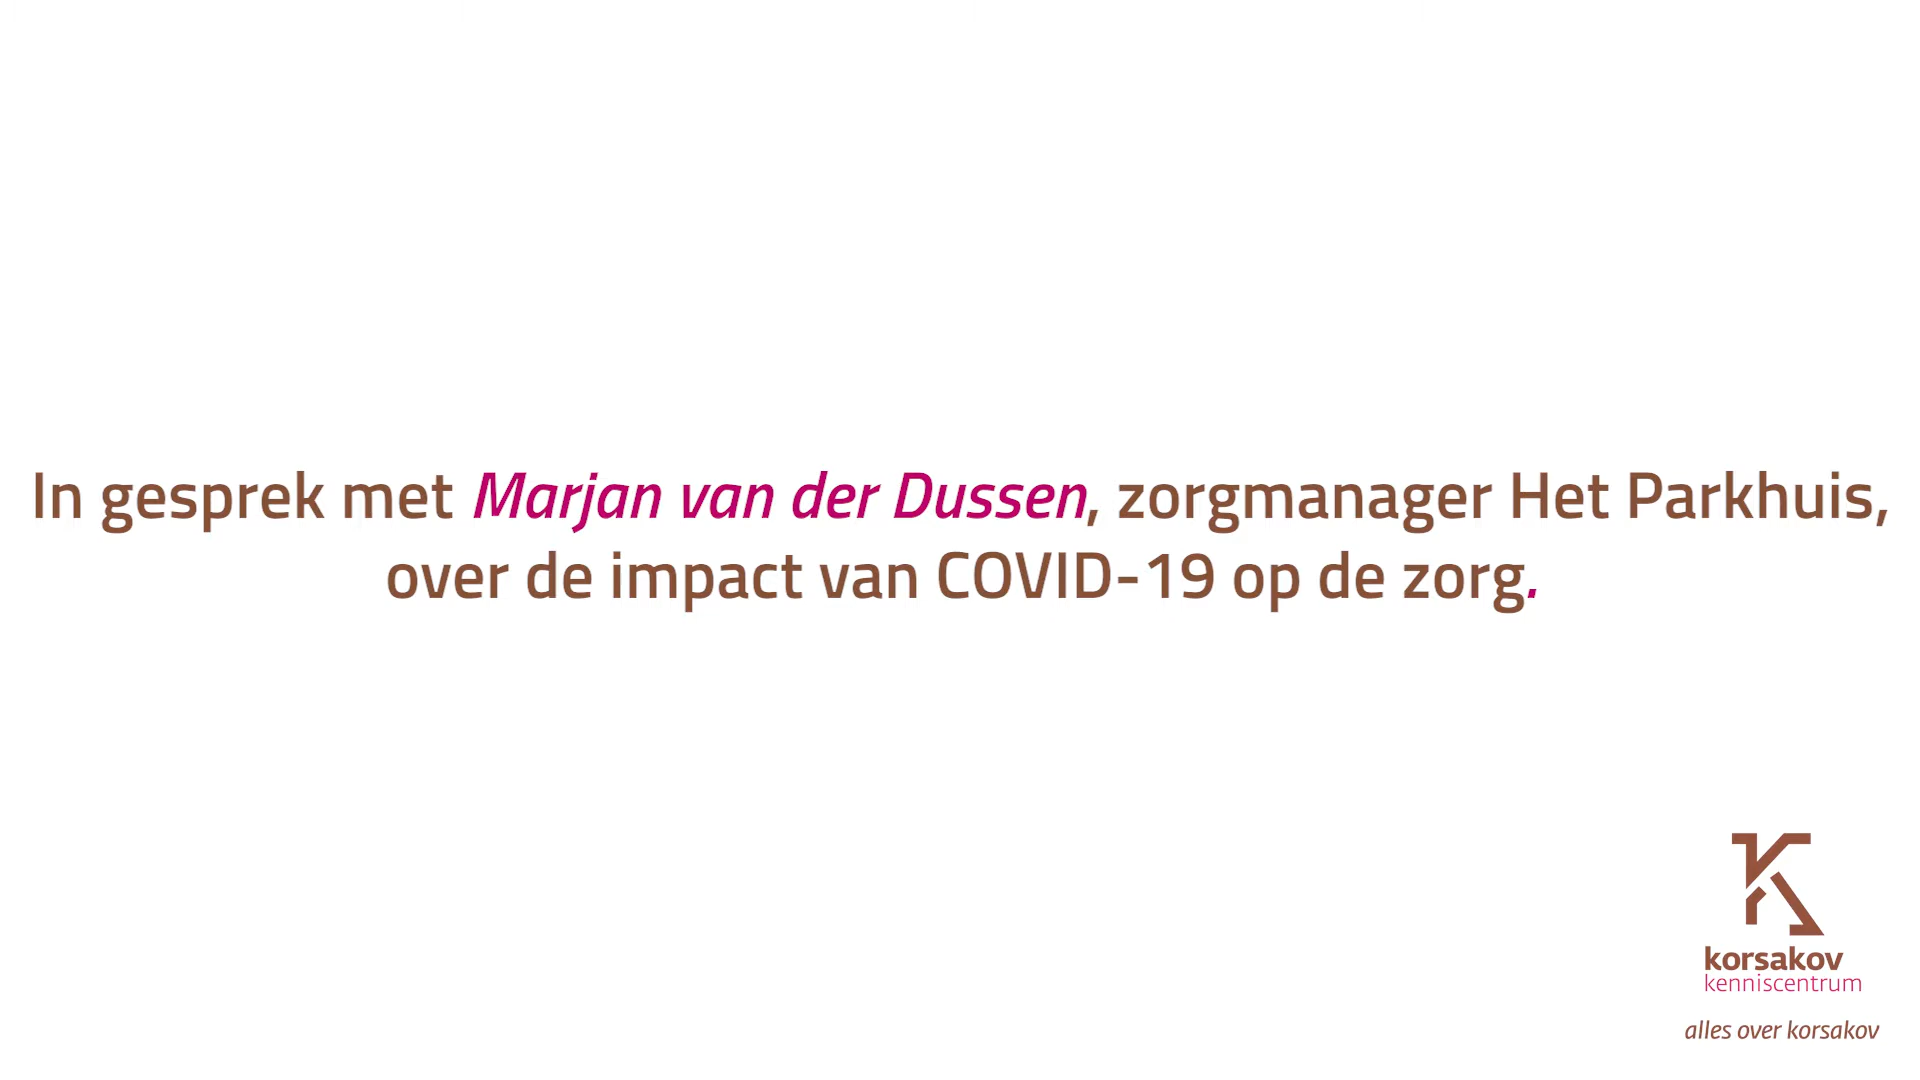 In gesprek met Marjan van der Dussen, zorgmanager Het Parkhuis,
over de impact van COVID-19 op de zorg.
korsakov
kenniscentrum
alles over korsakov